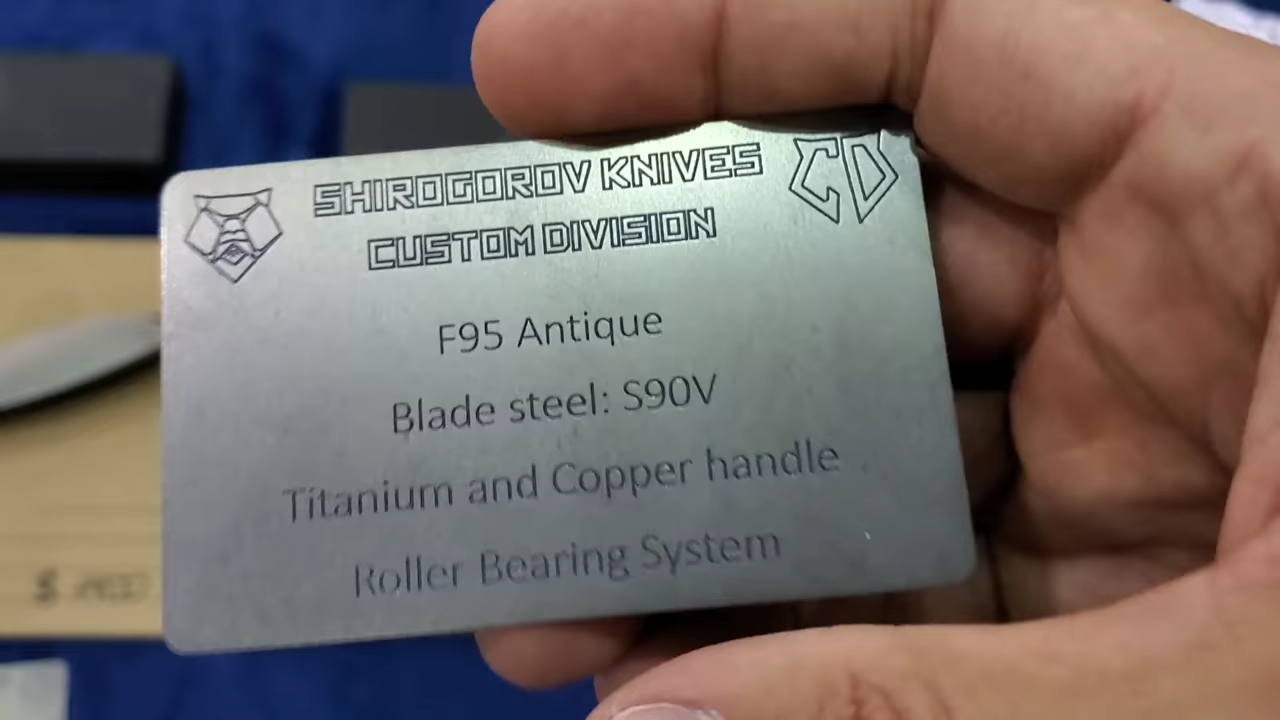 SHIROGOROV KNIVES
CUSTOM DIVISION
CD
F95 Antique
Blade steel: S90V
Titanium and Copper handle
Roller Bearing System